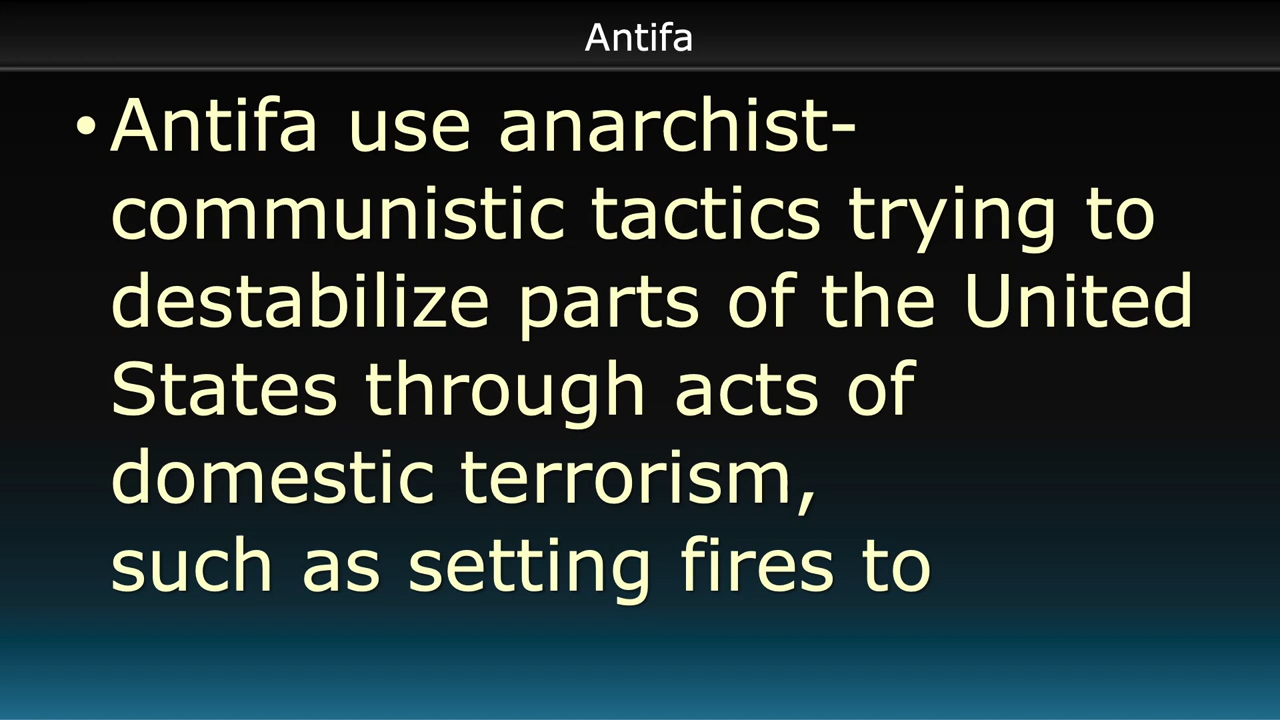 Antifa
• Antifa use anarchist-
communistic tactics trying to
destabilize parts of the United
States through acts of
domestic terrorism,
such as setting fires to